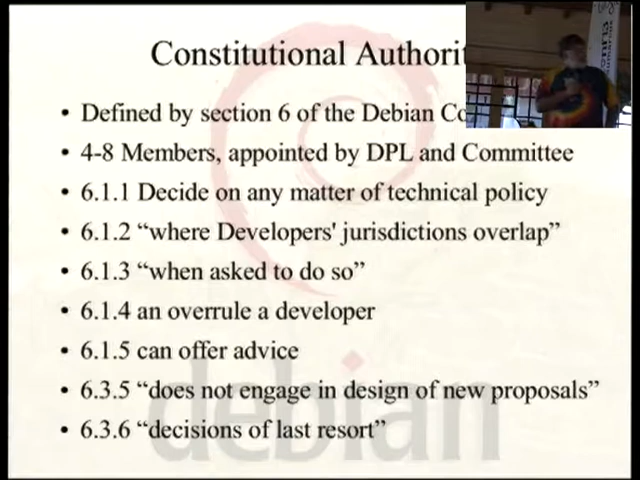 Constitutional Authorit
• Defined by section 6 of the Debian Co
• 4-8 Members, appointed by DPL and Committee
• 6.1.1 Decide on any matter of technical policy
• 6.1.2 “where Developers' jurisdictions overlap”
• 6.1.3 “when asked to do so”
• 6.1.4 an overrule a developer
• 6.1.5 can offer advice
• 6.3.5 “does not engage in design of new proposals”
• 6.3.6 “decisions of last resort”
debian